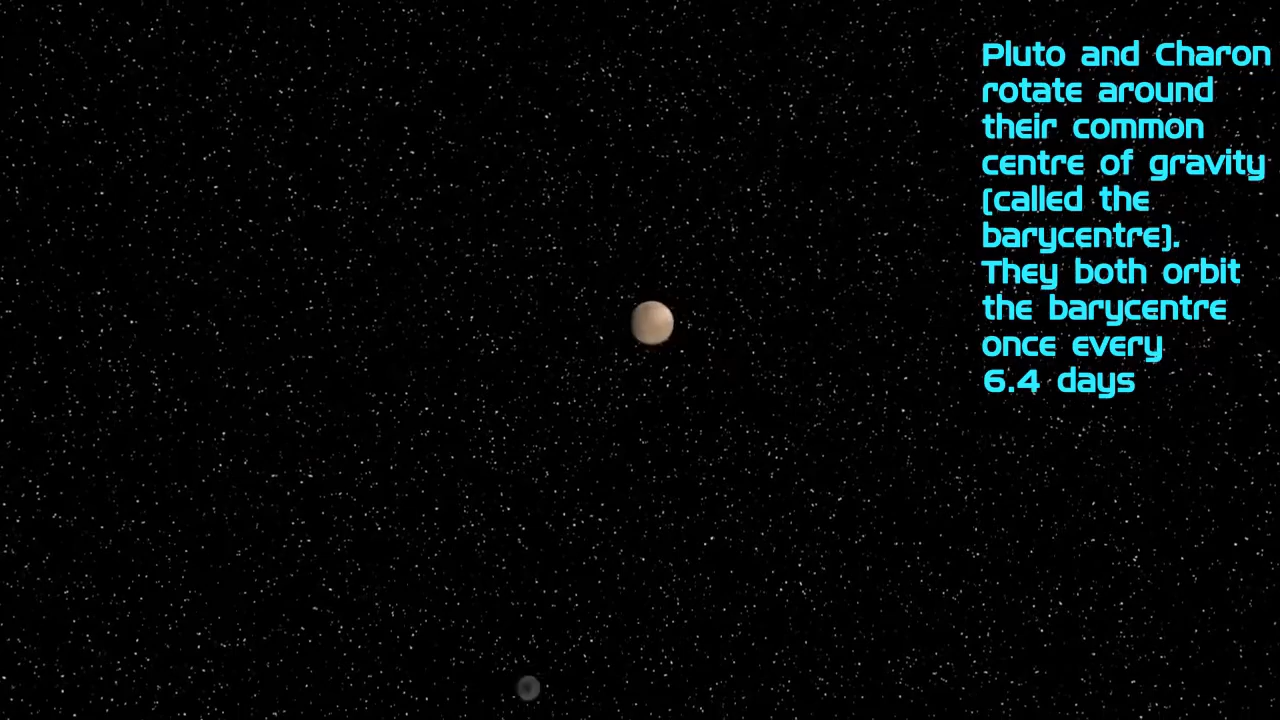 Pluto and Charon
rotate around
their common
centre of gravity
(called the
barycentre).
They both orbit
the barycentre
once every
6.4 days